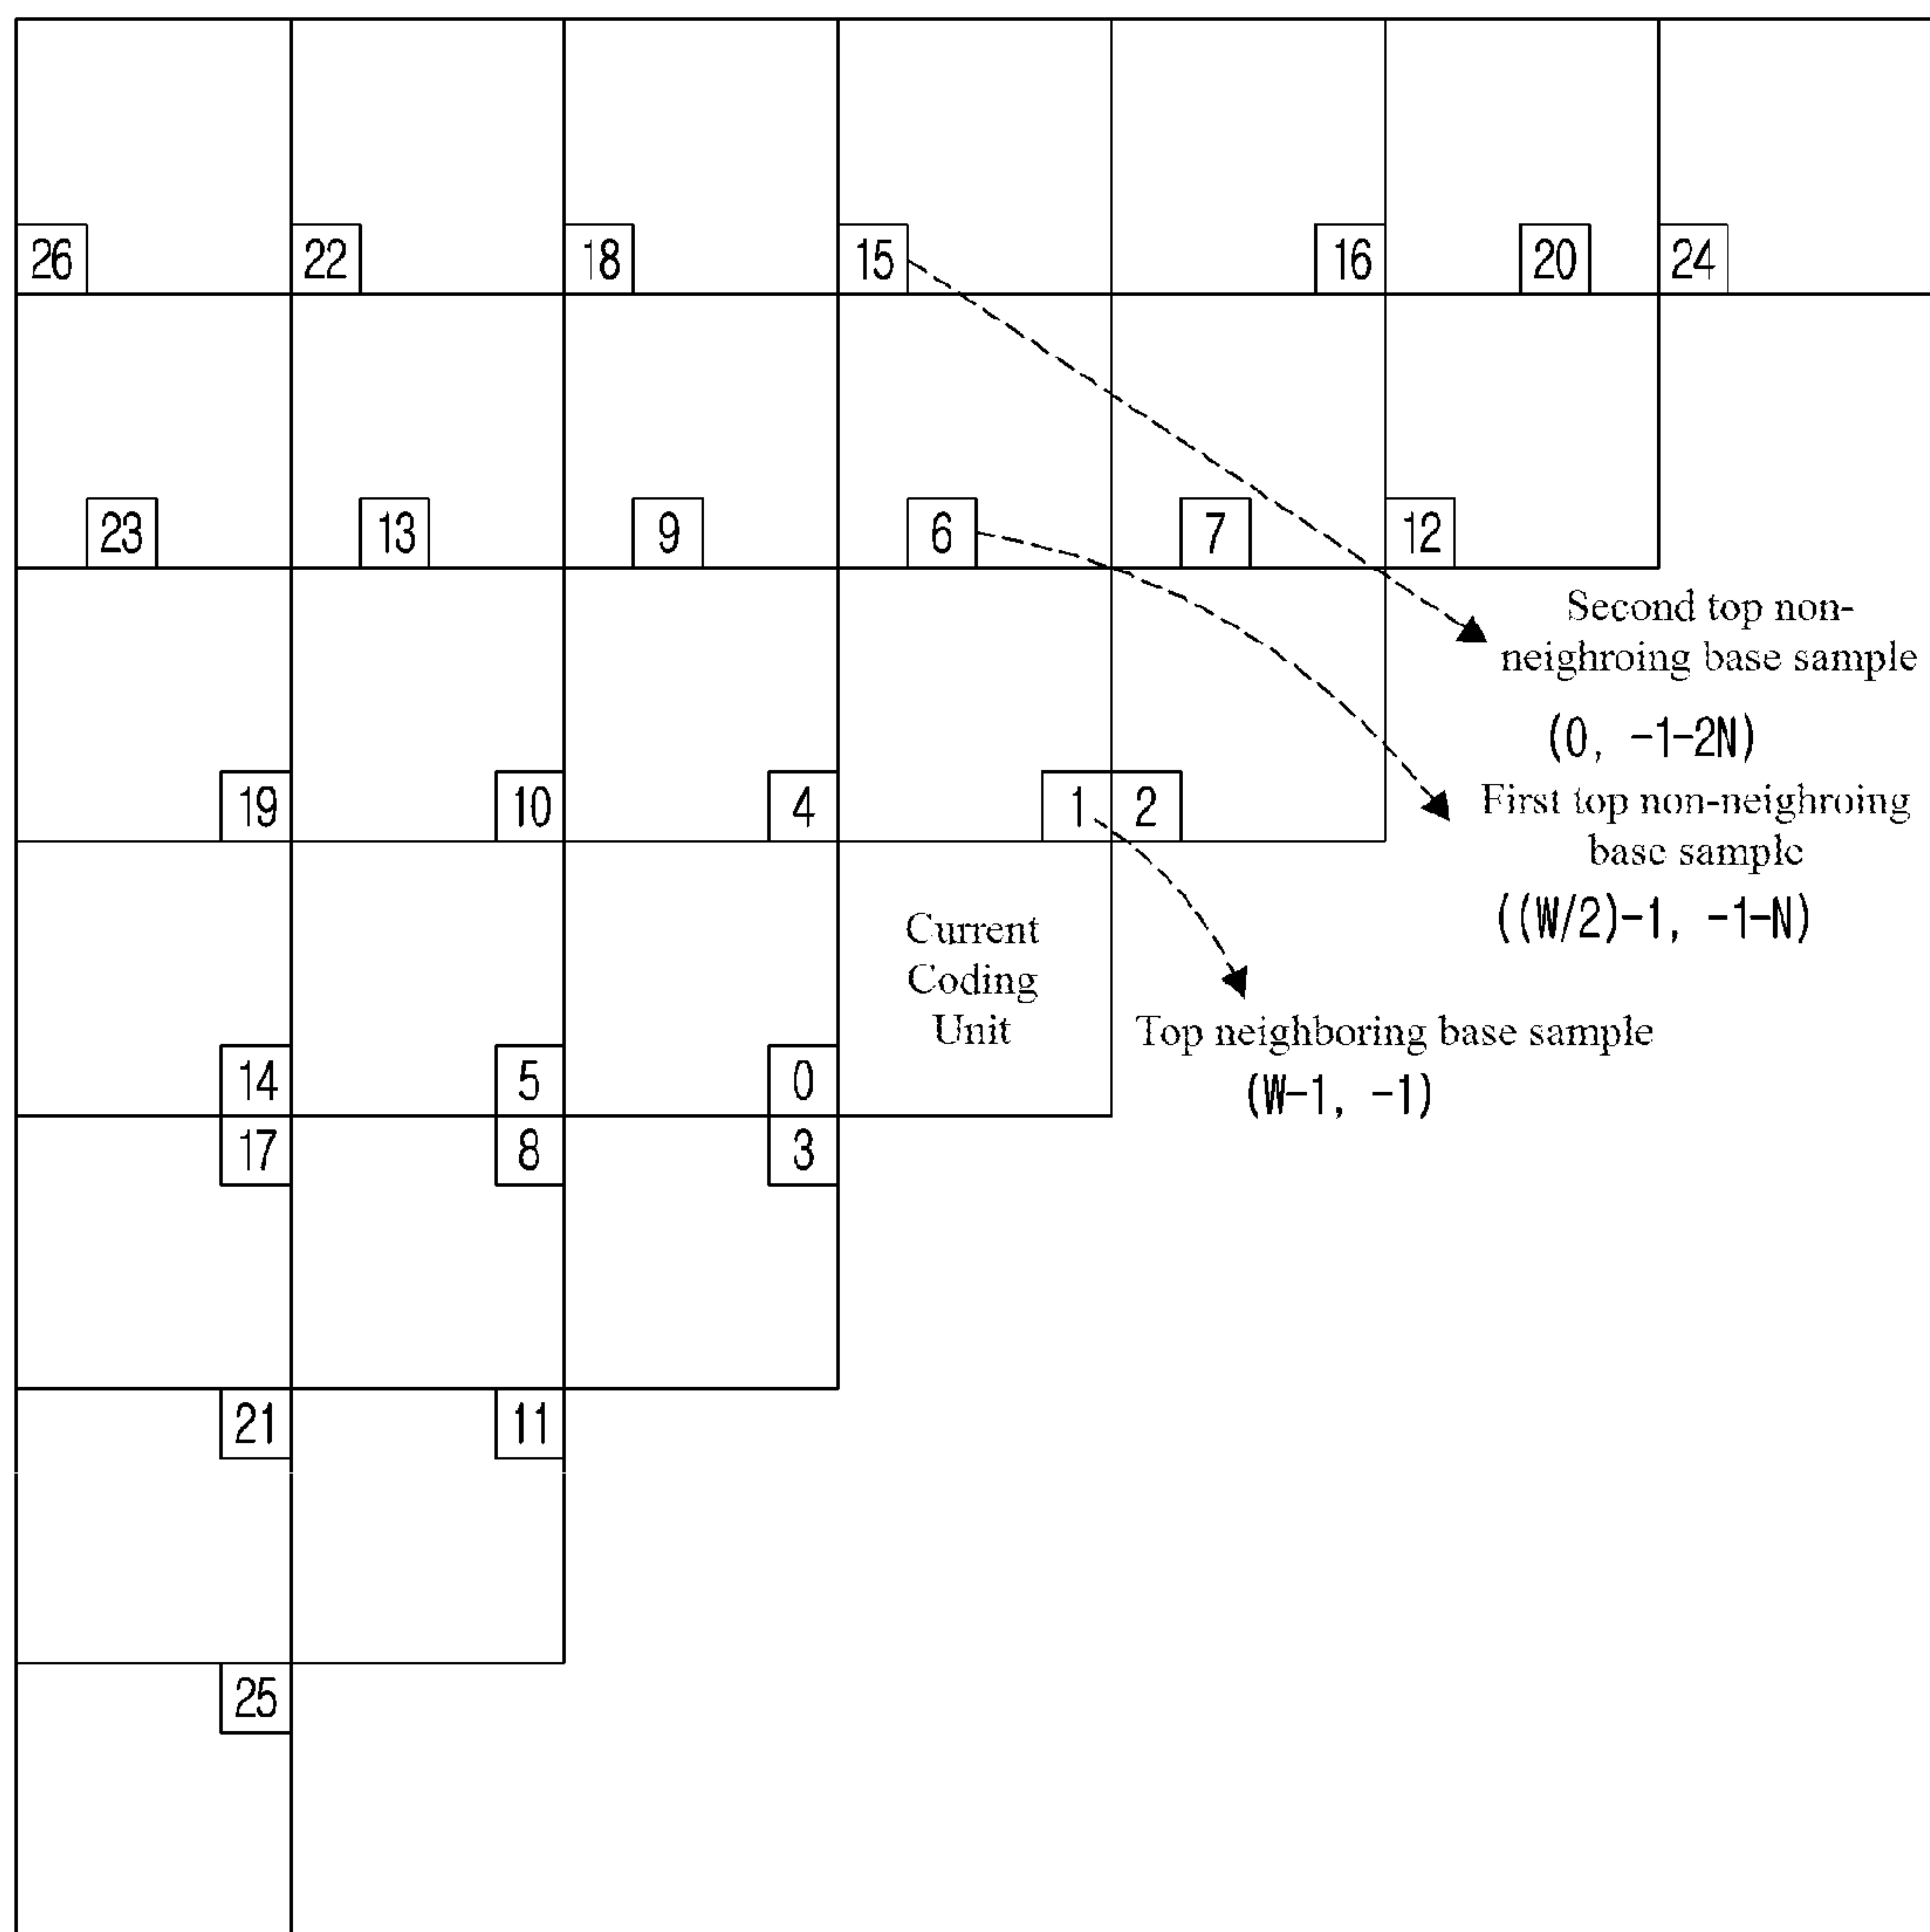 26 22 18 15 16 20 24
23 13 9 6 7 12
Second top non-
neighroing base sample
(0, -1-2N)
19 10 4 1 2
First top non-neighroing
base sample
((W/2)-1, -1-N)
Current
Coding
Unit
Top neighboring base sample
(W-1, -1)
14 5 0
17 8 3
21 11
25